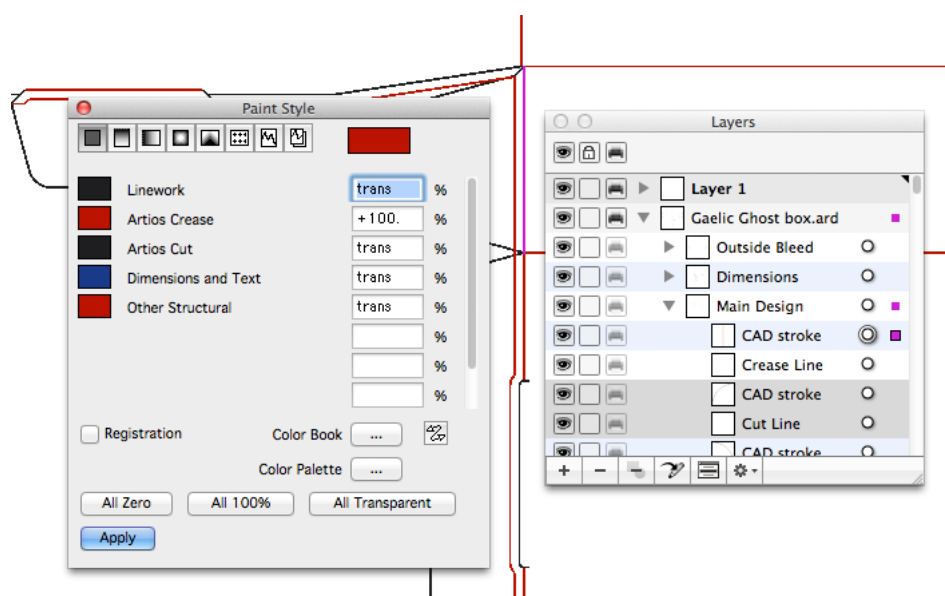 Paint Style
Linework trans %
Artios Crease +100. %
Artios Cut trans %
Dimensions and Text trans %
Other Structural trans %
%
%
%
Registration Color Book ...
Color Palette ...
All Zero All 100% All Transparent
Apply
Layers
Layer 1
Gaelic Ghost box.ard
Outside Bleed
Dimensions
Main Design
CAD stroke
Crease Line
CAD stroke
Cut Line
CAD stroke